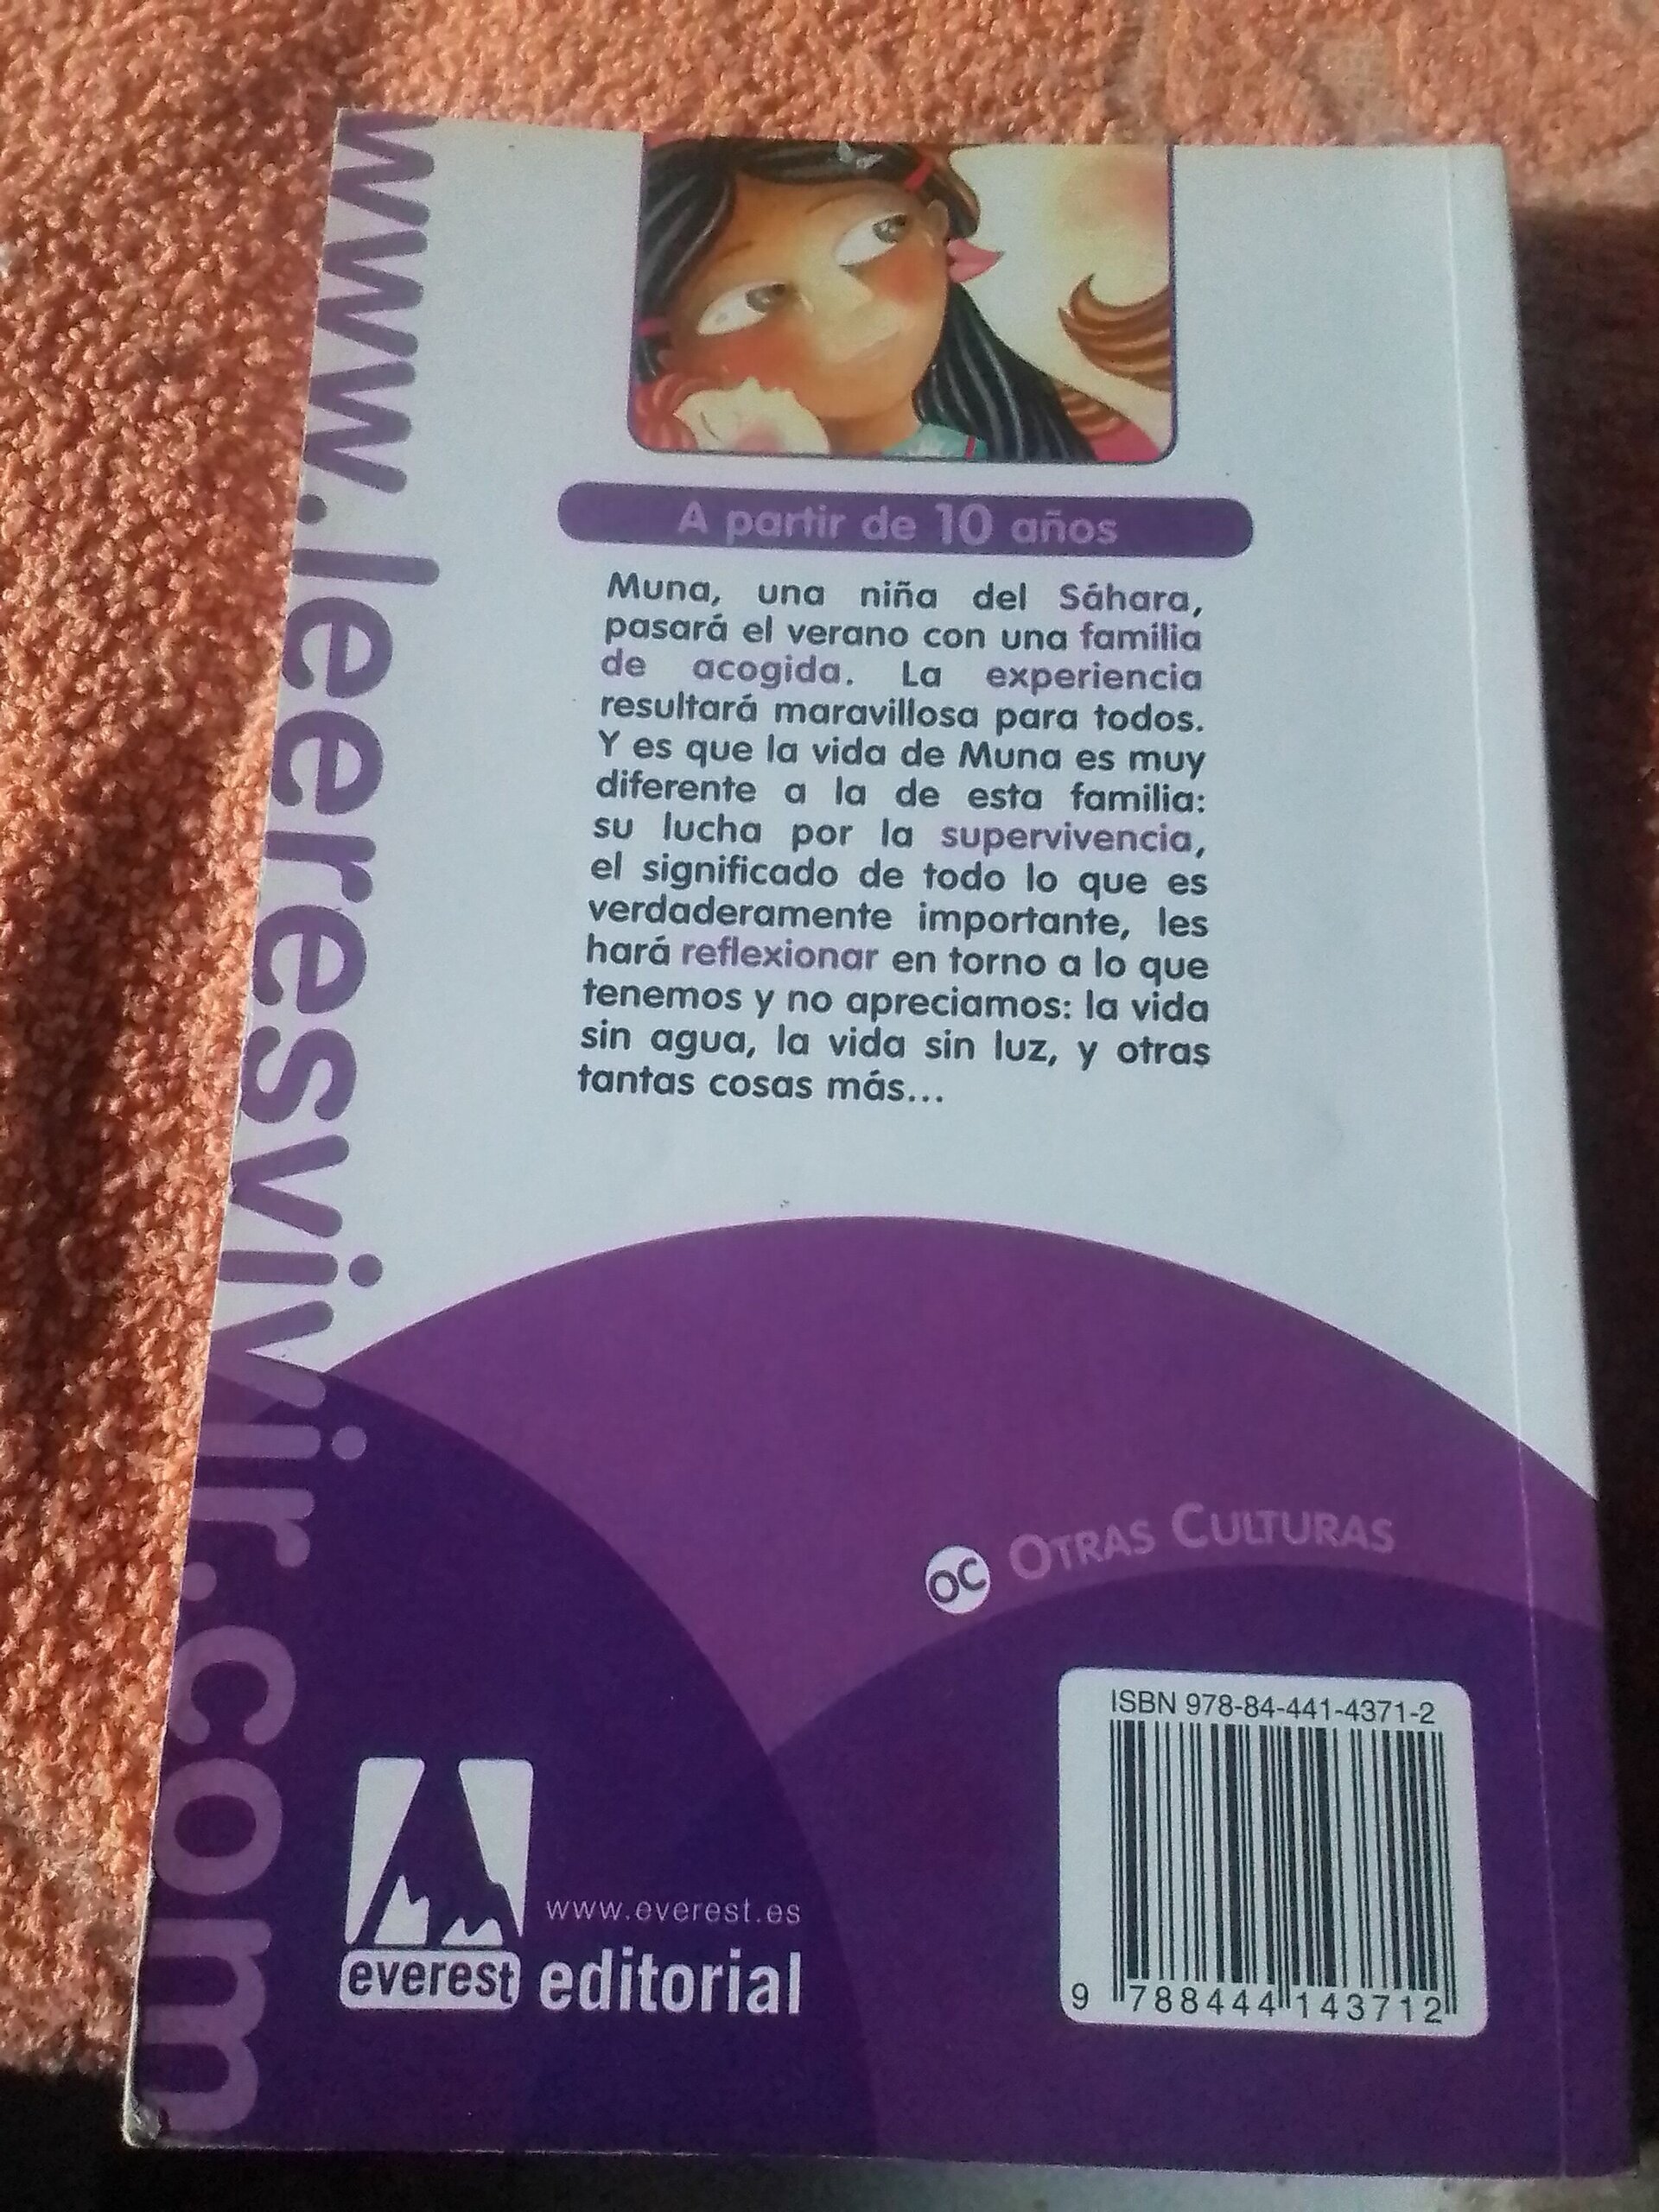 www.leeresvivir.com
A partir de 10 años
Muna, una niña del Sáhara,
pasará el verano con una familia
de acogida. La experiencia
resultará maravillosa para todos.
Y es que la vida de Muna es muy
diferente a la de esta familia:
su lucha por la supervivencia,
el significado de todo lo que es
verdaderamente importante, les
hará reflexionar en torno a lo que
tenemos y no apreciamos: la vida
sin agua, la vida sin luz, y otras
tantas cosas más...
OC OTRAS CULTURAS
ISBN 978-84-441-4371-2
9 788444 143712
www.everest.es
everest editorial